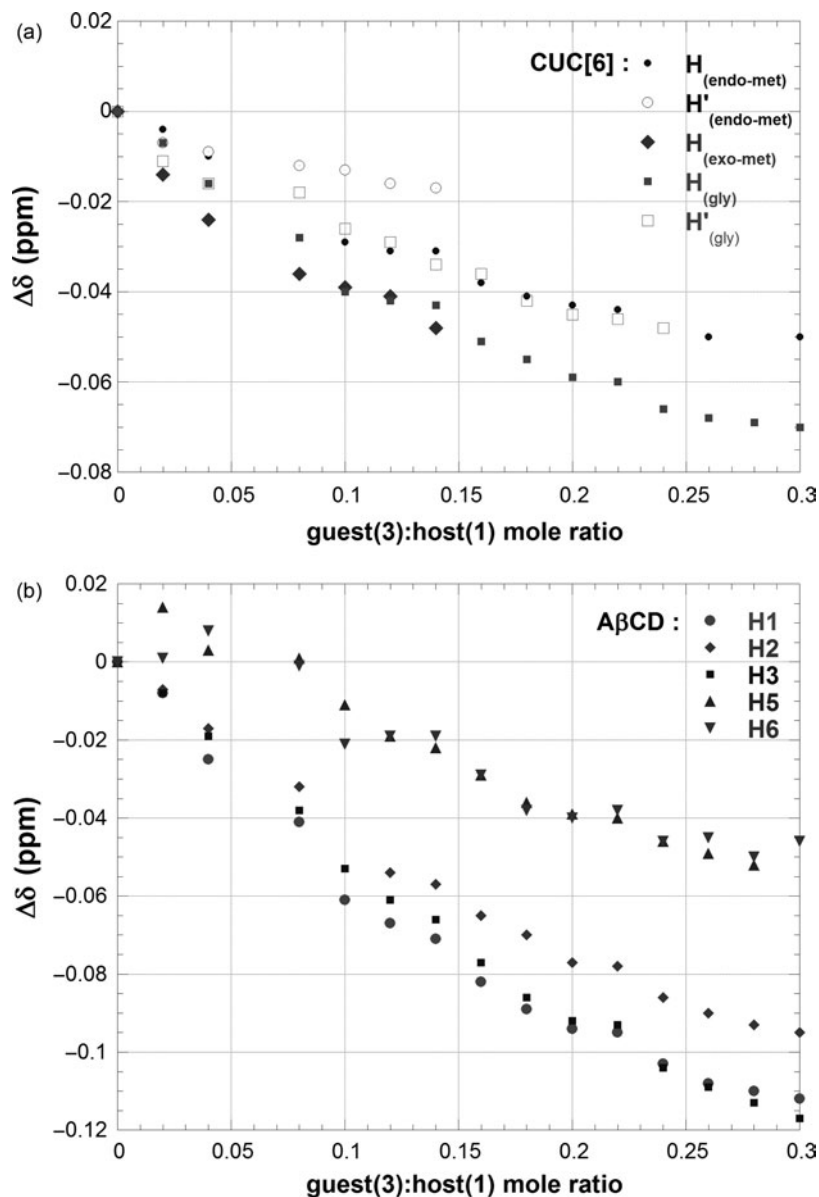 (a)
0.02
0
−0.02
−0.04
−0.06
−0.08
Δδ (ppm)
CUC[6] :
H(endo-met)
H'(endo-met)
H(exo-met)
H(gly)
H'(gly)
0 0.05 0.1 0.15 0.2 0.25 0.3
guest(3):host(1) mole ratio
(b)
0.02
0
−0.02
−0.04
−0.06
−0.08
−0.1
−0.12
Δδ (ppm)
AβCD :
H1
H2
H3
H5
H6
0 0.05 0.1 0.15 0.2 0.25 0.3
guest(3):host(1) mole ratio